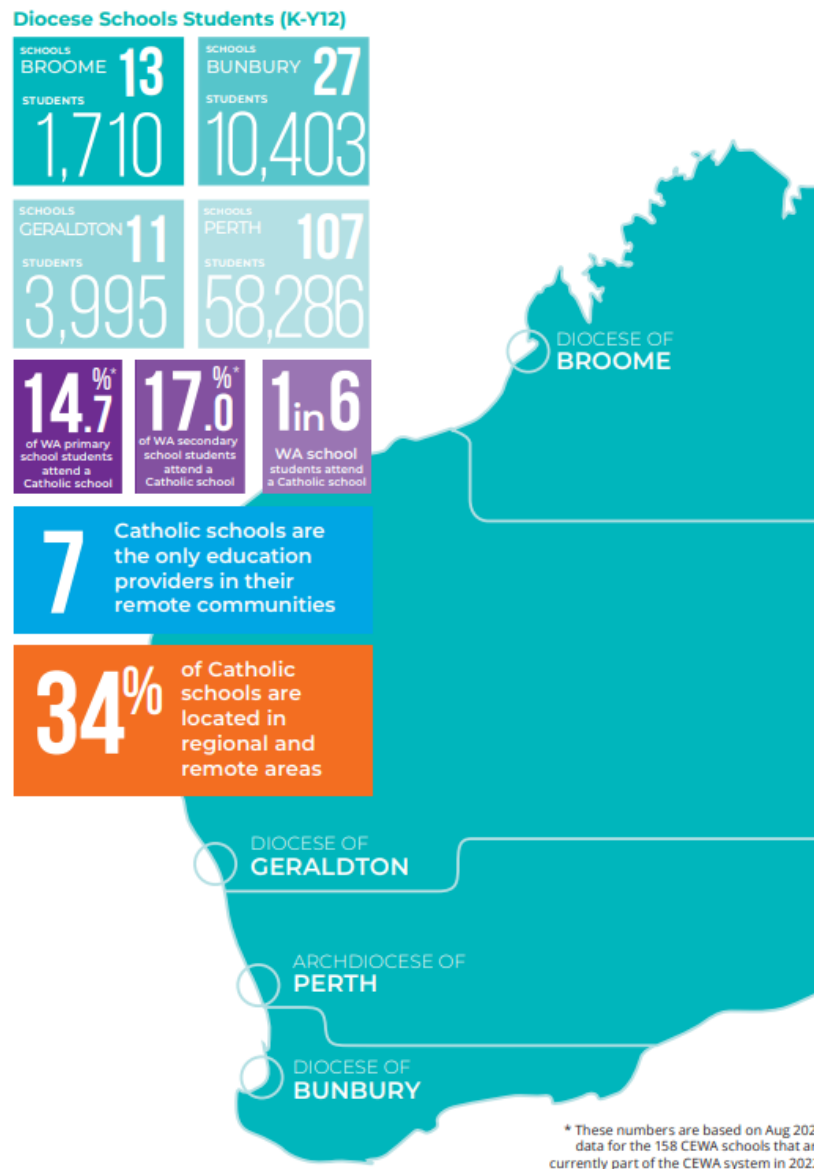 Diocese Schools Students (K-Y12)
SCHOOLS
BROOME 13
STUDENTS
1,710
SCHOOLS
BUNBURY 27
STUDENTS
10,403
SCHOOLS
GERALDTON 11
STUDENTS
3,995
SCHOOLS
PERTH 107
STUDENTS
58,286
14.7%*
of WA primary
school students
attend a
Catholic school
17.0%*
of WA secondary
school students
attend a
Catholic school
1in6
WA school
students attend
a Catholic school
7
Catholic schools are
the only education
providers in their
remote communities
34%
of Catholic
schools are
located in
regional and
remote areas
DIOCESE OF
BROOME
DIOCESE OF
GERALDTON
ARCHDIOCESE OF
PERTH
DIOCESE OF
BUNBURY
* These numbers are based on Aug
data for the 158 CEWA schools that
currently part of the CEWA system in